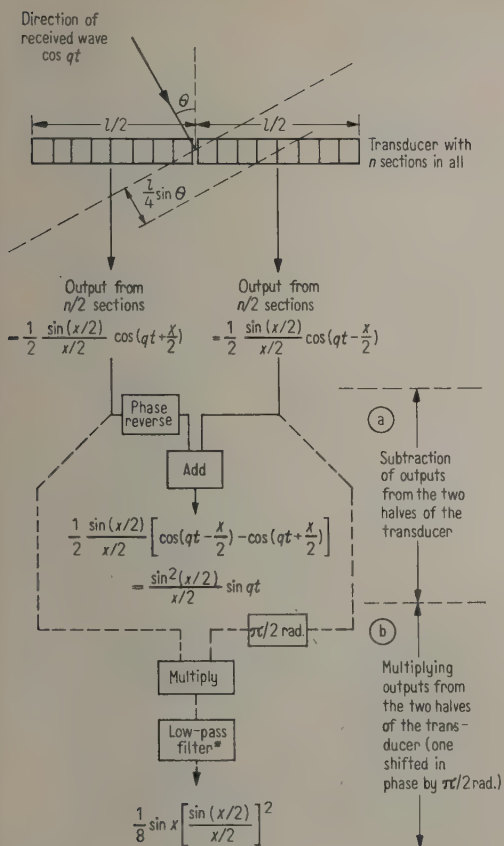 Direction of
received wave
cos qt
θ
l/2
l/2
Transducer with
n sections in all
l/4 sin θ
Output from
n/2 sections
= 1/2 sin(x/2)/(x/2) cos(qt + x/2)
Output from
n/2 sections
= 1/2 sin(x/2)/(x/2) cos(qt − x/2)
Phase
reverse
Add
1/2 sin(x/2)/(x/2) [cos(qt − x/2) − cos(qt + x/2)]
= sin²(x/2)/(x/2) sin qt
a
Subtraction
of outputs
from the two
halves of the
transducer
π/2 rad.
Multiply
Low-pass
filter*
1/8 sin x [sin(x/2)/(x/2)]²
b
Multiplying
outputs from
the two halves
of the trans-
ducer (one
shifted in
phase by π/2 rad.)